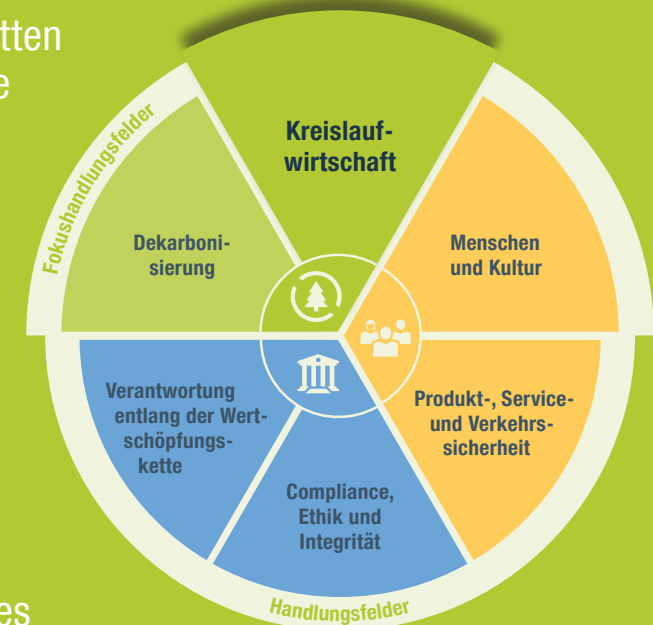 tten
e
Fokushandlungsfelder
Kreislauf-
wirtschaft
Dekarboni-
sierung
Menschen
und Kultur
Verantwortung
entlang der Wert-
schöpfungs-
kette
Produkt-, Service-
und Verkehrs-
sicherheit
Compliance,
Ethik und
Integrität
Handlungsfelder
es